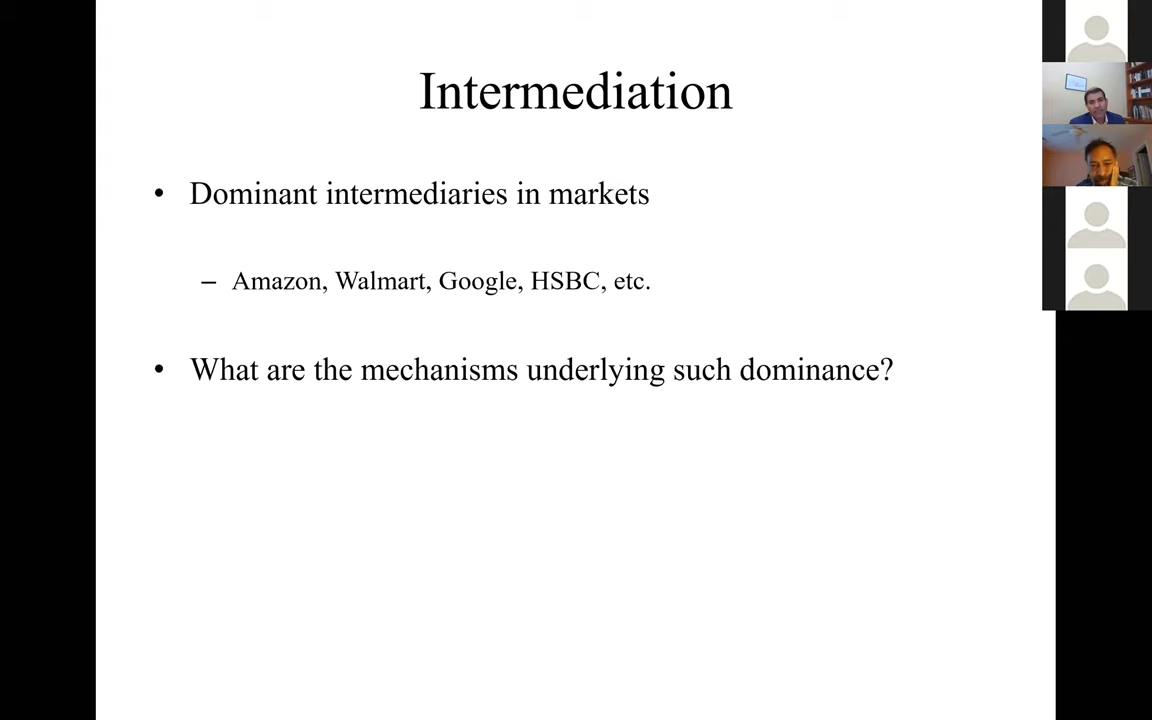 Intermediation
• Dominant intermediaries in markets
– Amazon, Walmart, Google, HSBC, etc.
• What are the mechanisms underlying such dominance?